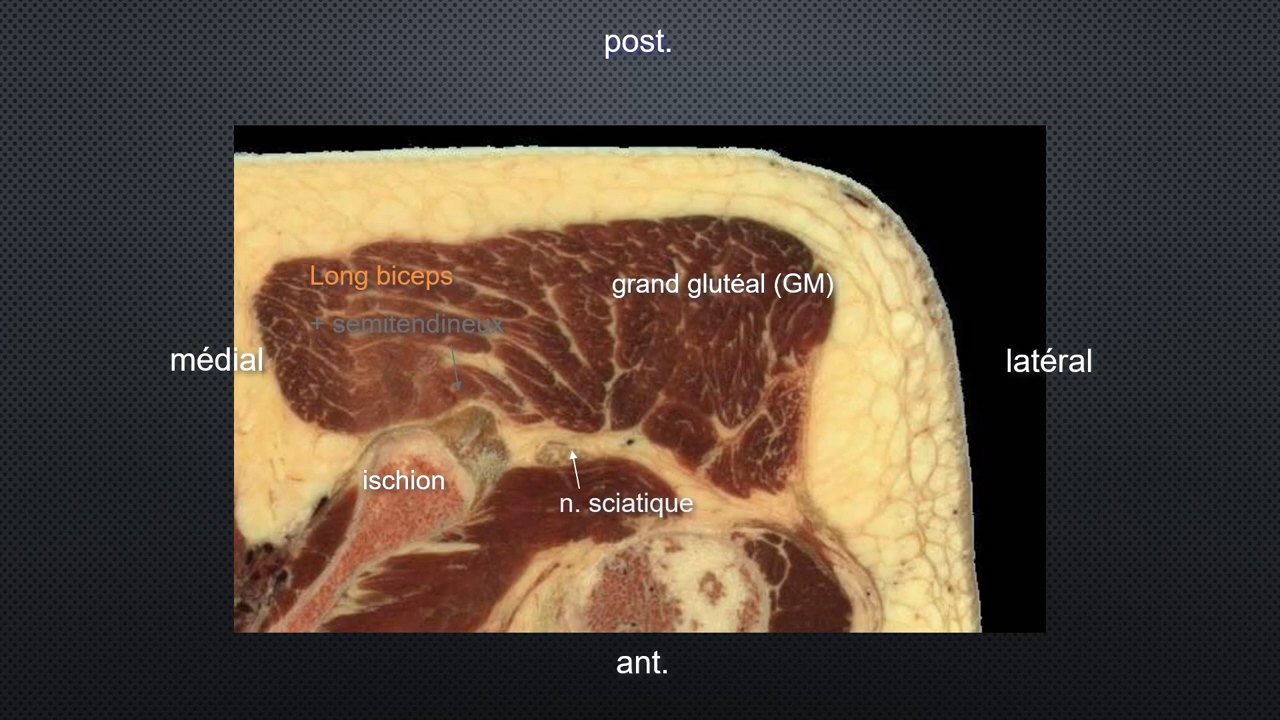 post.
Long biceps
grand glutéal (GM)
+ semitendineux
médial
latéral
ischion
n. sciatique
ant.